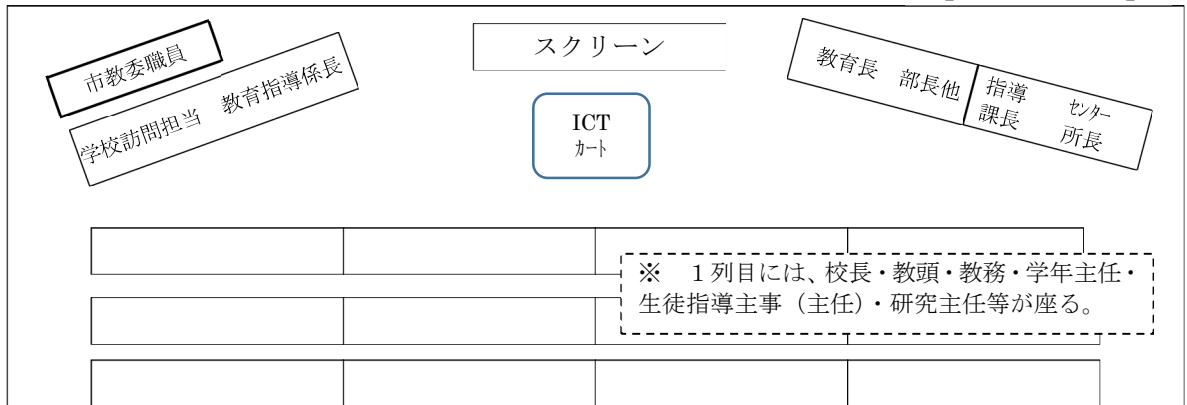 市教委職員
学校訪問担当　教育指導係長
スクリーン
教育長　部長他
指導
課長
センター
所長
ICT
カート
※　１列目には、校長・教頭・教務・学年主任・
生徒指導主事（主任）・研究主任等が座る。